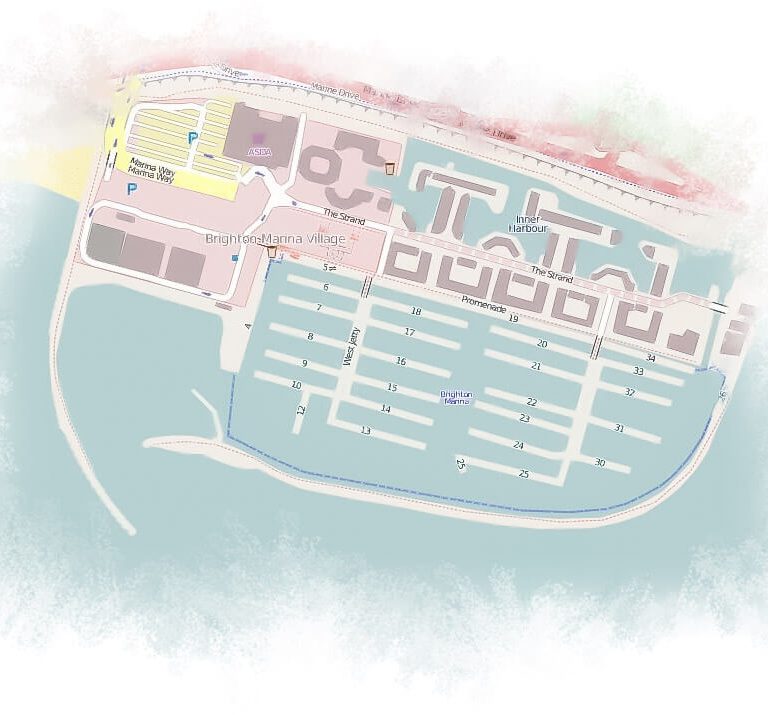 Marine Drive
Drive
P
ASDA
Marina Way
Marina Way
P
The Strand
Inner
Harbour
Brighton Marina Village
The Strand
5
6
7
8
9
10
12
4
West Jetty
Promenade
18
17
16
15
14
13
19
20
21
22
23
24
25
25
Brighton
Marina
34
33
32
31
30